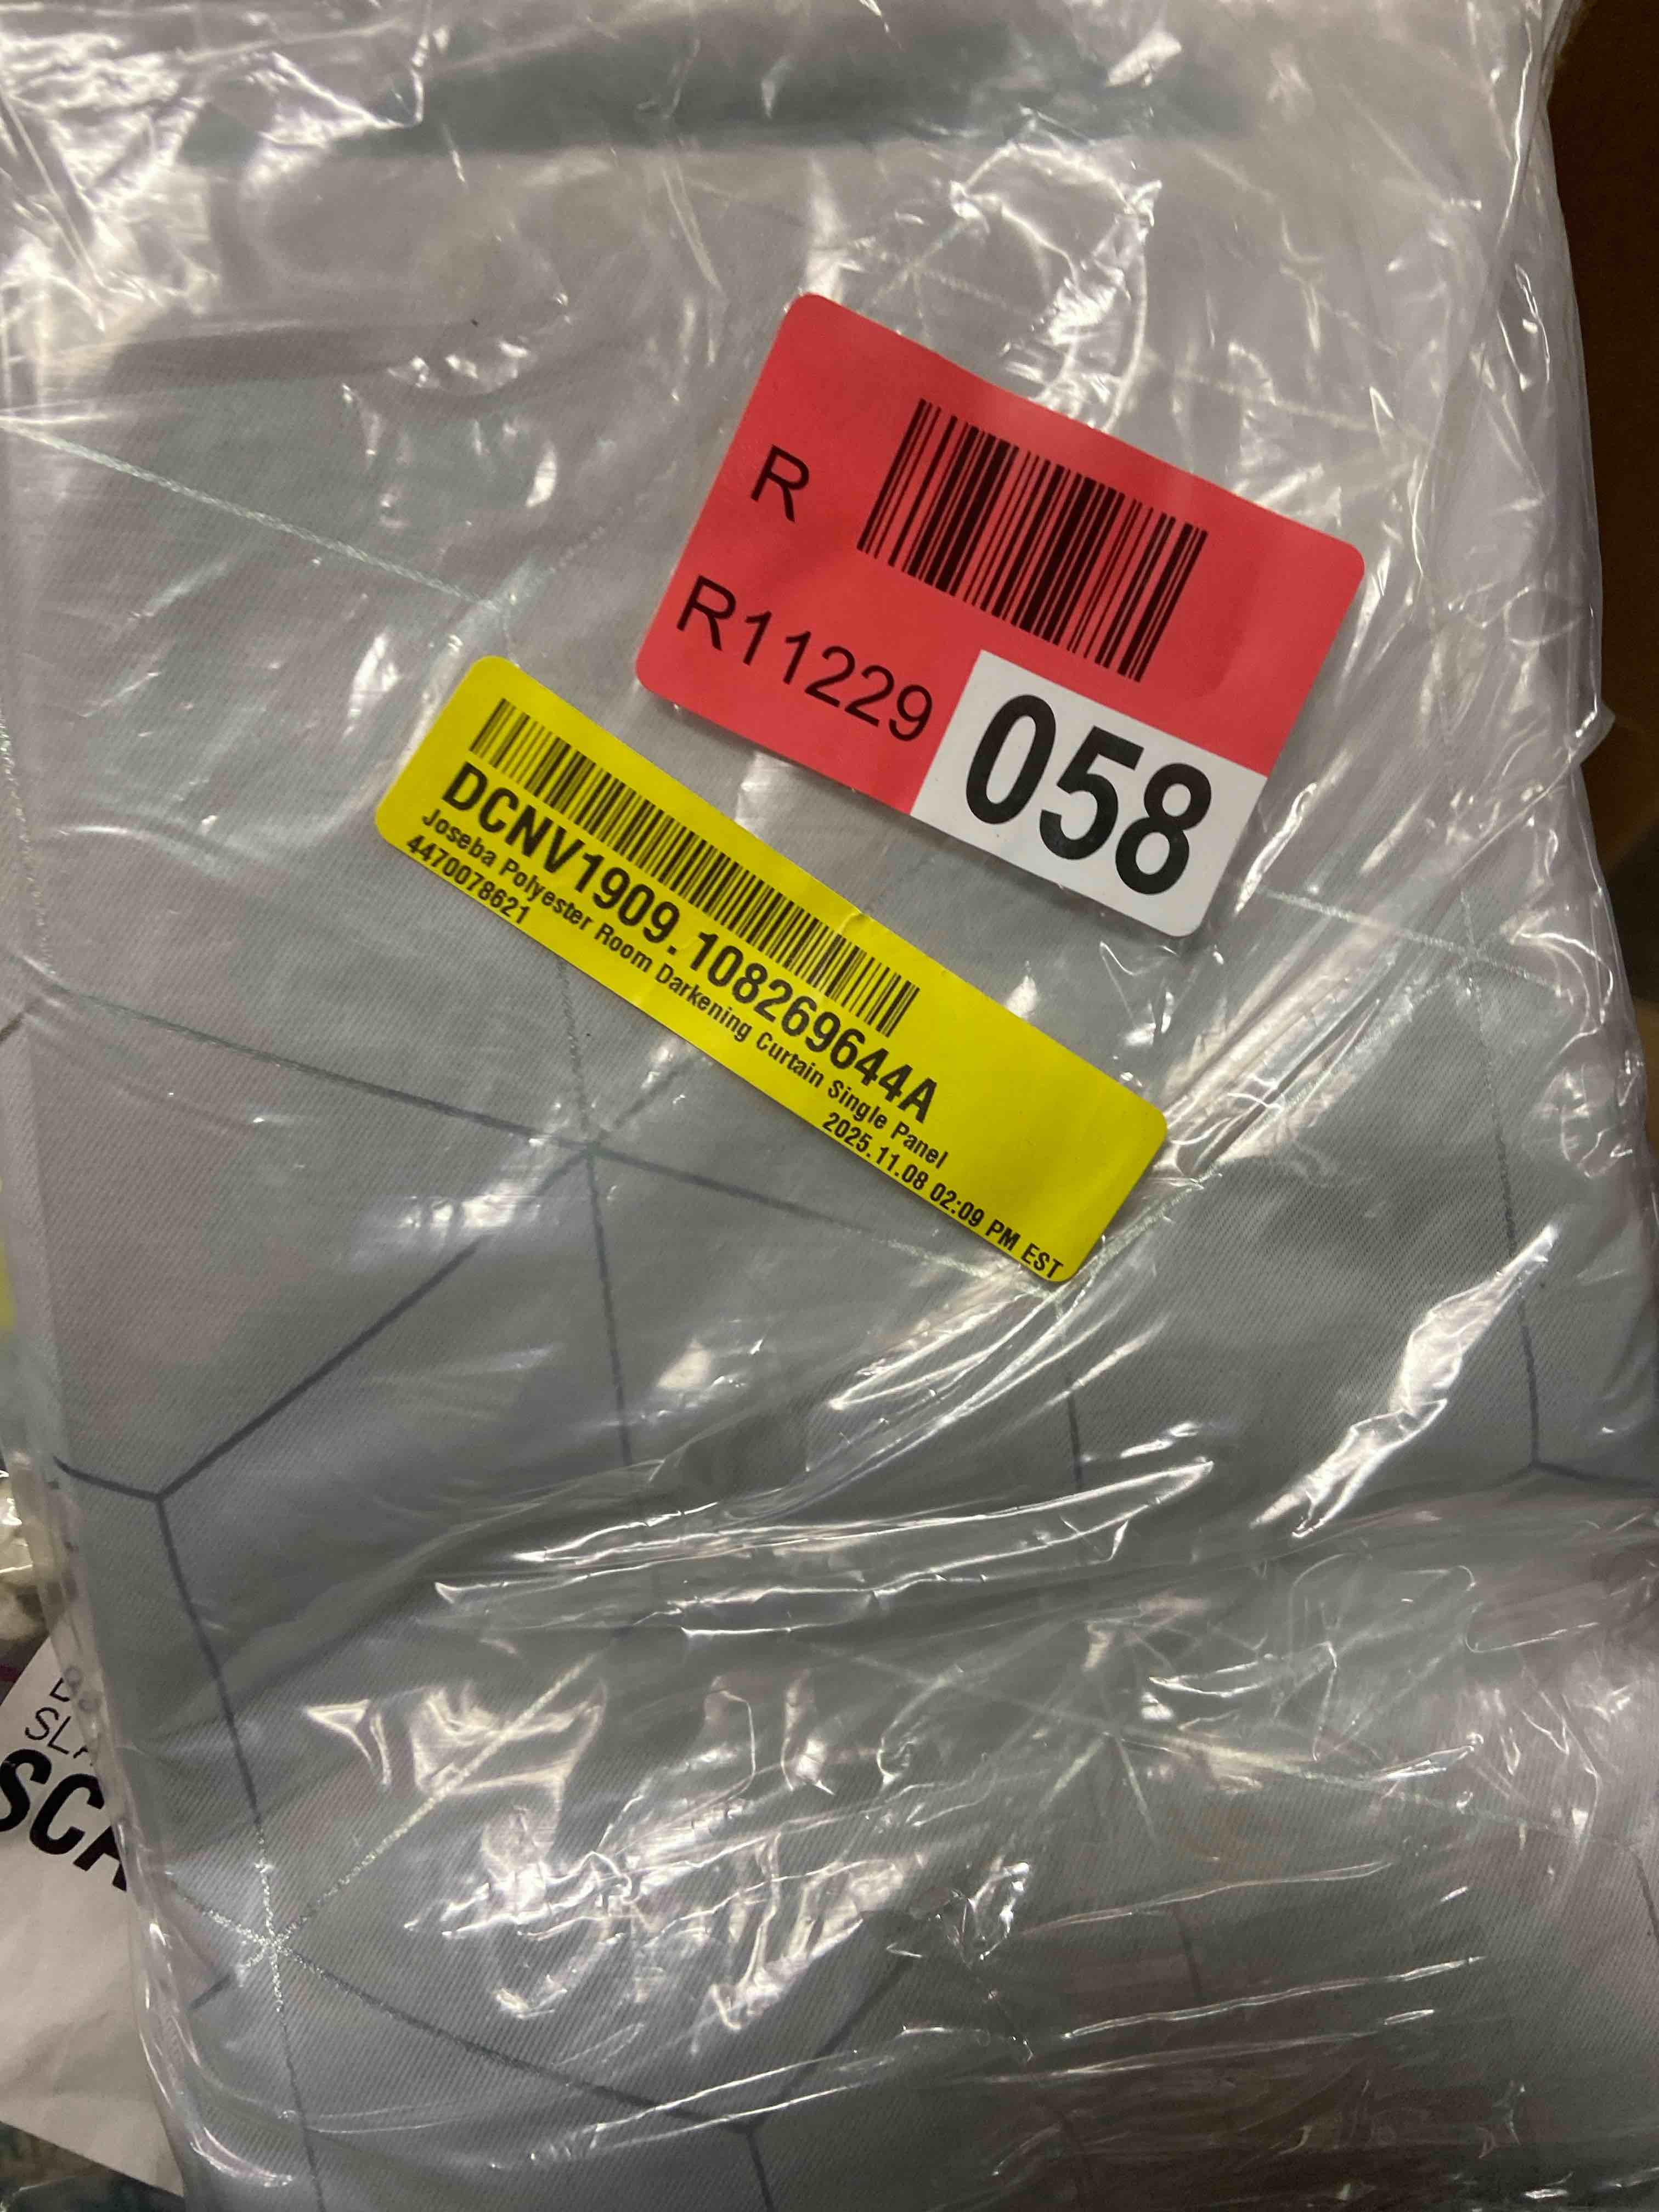 R
R11229
058
DCNV1909.108269644A
Joseba Polyester Room Darkening Curtain Single Panel
4470078621
2025.11.08 02:09 PM EST